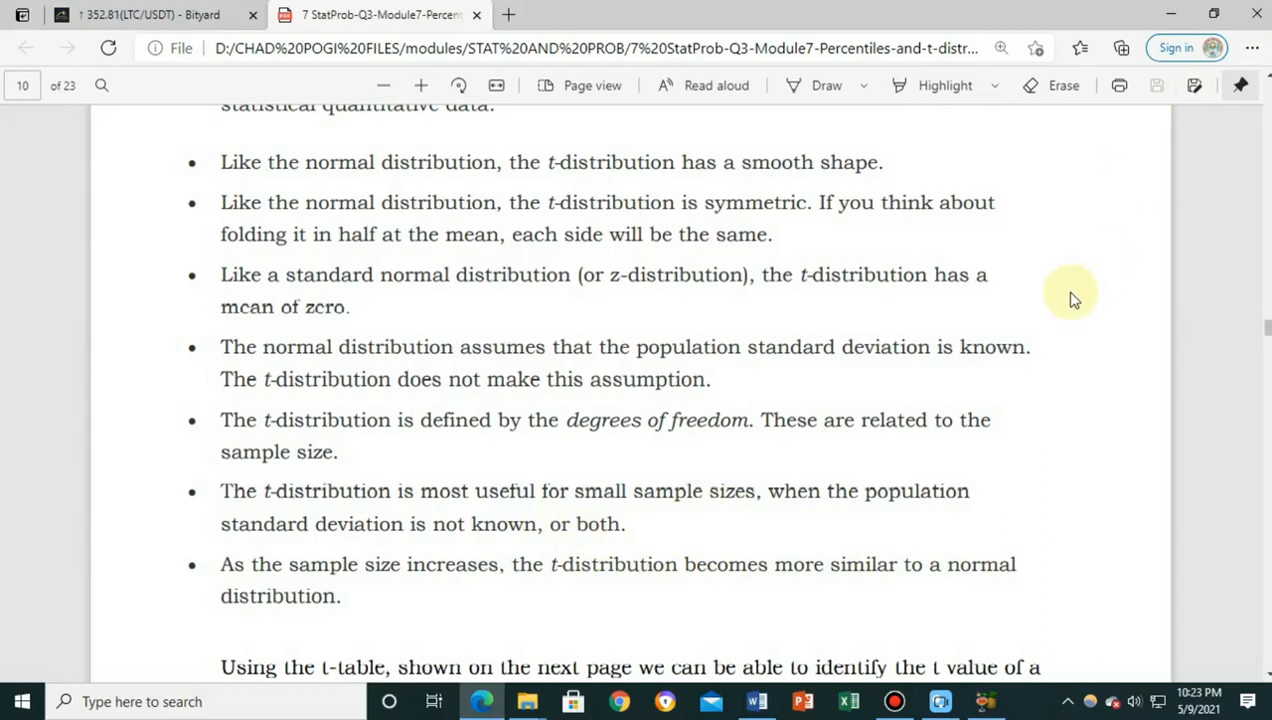 ↑ 352.81(LTC/USDT) - Bityard
7 StatProb-Q3-Module7-Percent
File
D:/CHAD%20POGI%20FILES/modules/STAT%20AND%20PROB/7%20StatProb-Q3-Module7-Percentiles-and-t-distr...
Sign in
10 of 23
Page view
Read aloud
Draw
Highlight
Erase
statistical quantitative data.
• Like the normal distribution, the t-distribution has a smooth shape.
• Like the normal distribution, the t-distribution is symmetric. If you think about
folding it in half at the mean, each side will be the same.
• Like a standard normal distribution (or z-distribution), the t-distribution has a
mean of zero.
• The normal distribution assumes that the population standard deviation is known.
The t-distribution does not make this assumption.
• The t-distribution is defined by the degrees of freedom. These are related to the
sample size.
• The t-distribution is most useful for small sample sizes, when the population
standard deviation is not known, or both.
• As the sample size increases, the t-distribution becomes more similar to a normal
distribution.
Using the t-table, shown on the next page we can be able to identify the t value of a
Type here to search
10:23 PM
5/9/2021